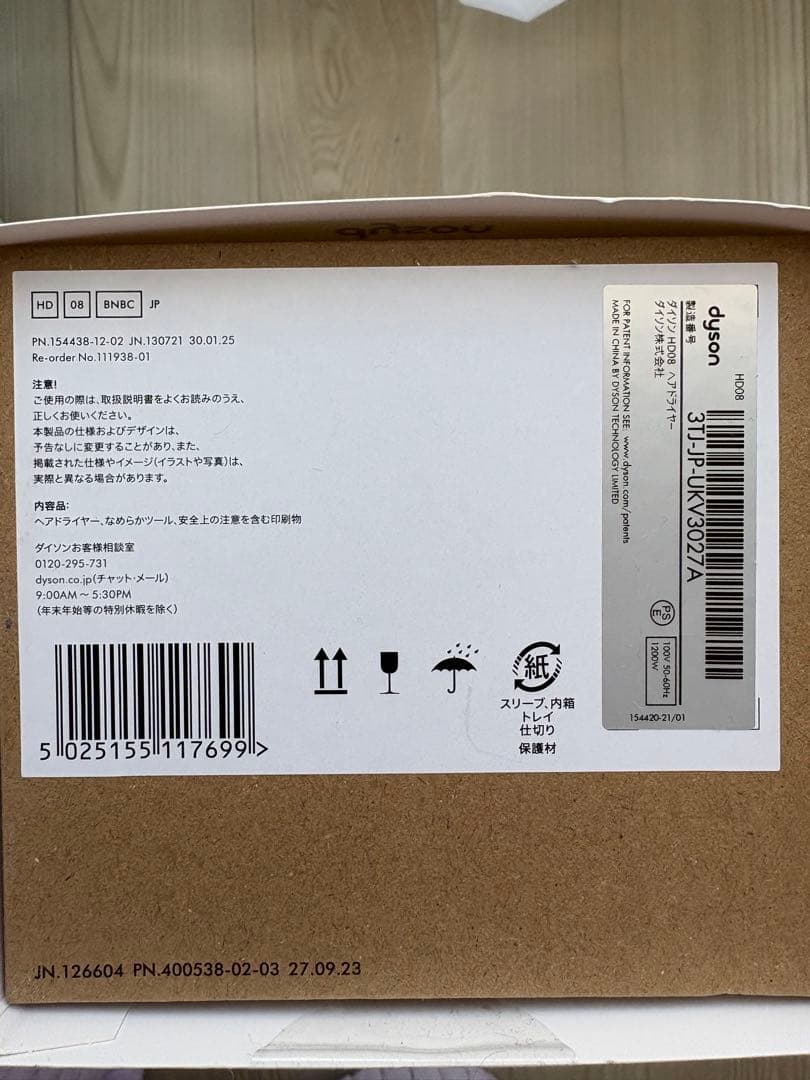 dyson
HD 08 BNBC JP
PN.154438-12-02 JN.130721 30.01.25
Re-order No.111938-01
注意!
ご使用の際は、取扱説明書をよくお読みのうえ、
正しくお使いください。
本製品の仕様およびデザインは、
予告なしに変更することがあり、また、
掲載された仕様やイメージ(イラストや写真)は、
実際と異なる場合があります。
内容品:
ヘアドライヤー、なめらかツール、安全上の注意を含む印刷物
ダイソンお客様相談室
0120-295-731
dyson.co.jp(チャット・メール)
9:00AM～5:30PM
(年末年始等の特別休暇を除く)
5 025155 117699>
紙
スリーブ、内箱
トレイ
仕切り
保護材
dyson HD08
製造番号 3TJ-JP-UKV3027A
ダイソン HD08 ヘアドライヤー
ダイソン株式会社
FOR PATENT INFORMATION SEE: www.dyson.com/patents
MADE IN CHINA BY DYSON TECHNOLOGY LIMITED
PS
E
100V 50-60Hz
1200W
154420-21/01
JN.126604 PN.400538-02-03 27.09.23